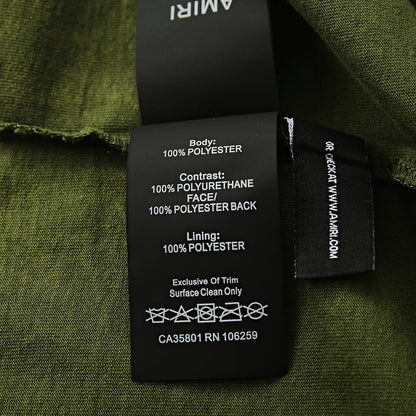 AMIRI
Body:
100% POLYESTER
Contrast:
100% POLYURETHANE
FACE/
100% POLYESTER BACK
Lining:
100% POLYESTER
Exclusive Of Trim
Surface Clean Only
CA35801 RN 106259
OR CHECK AT WWW.AMIRI.COM